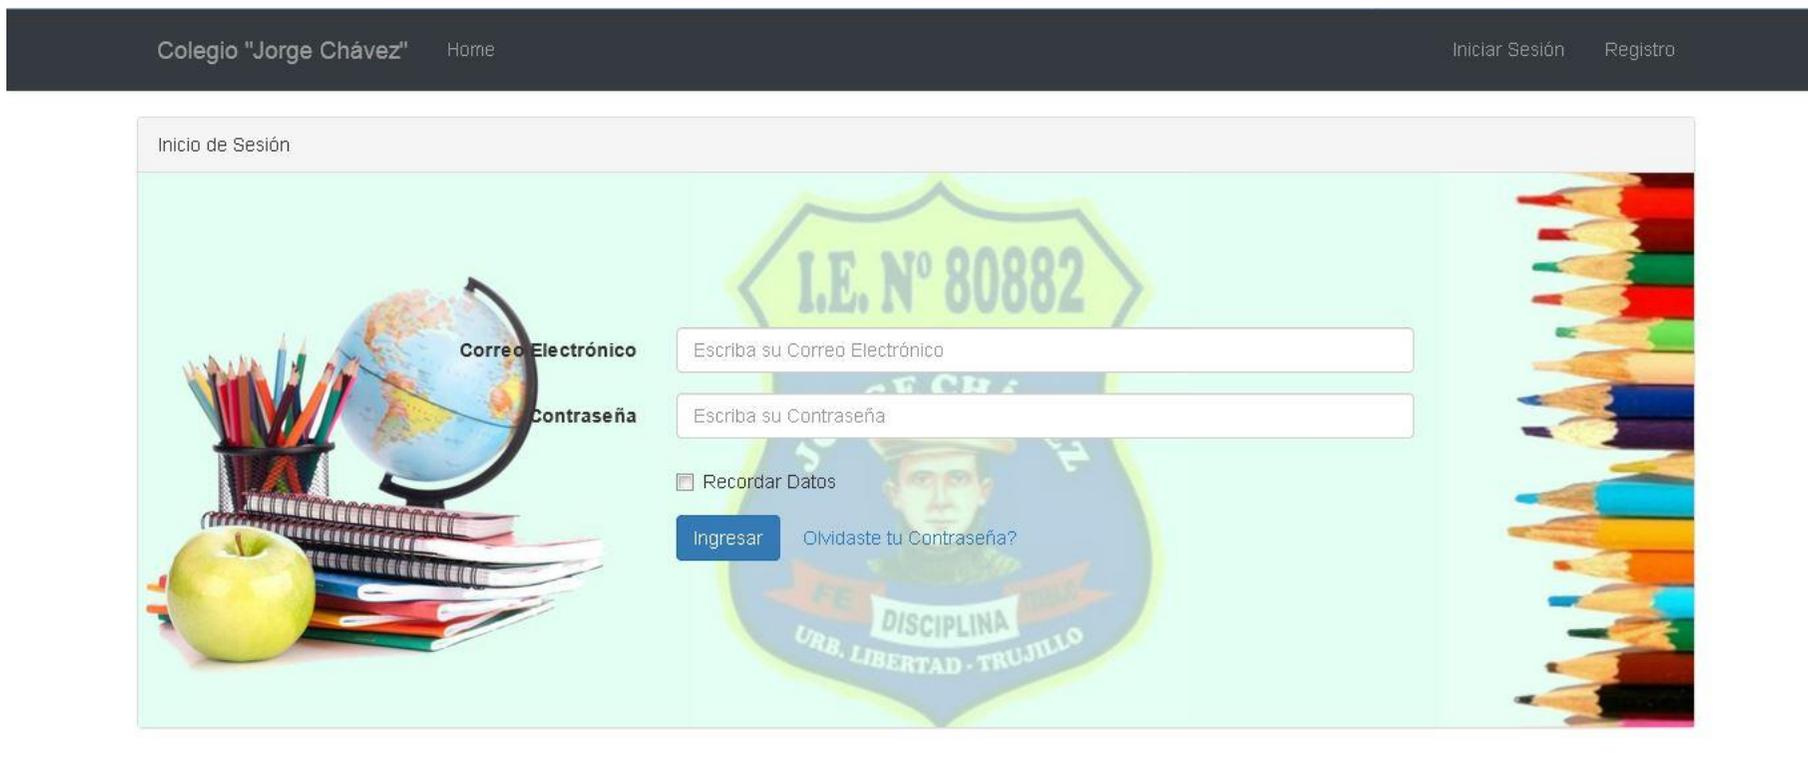 Colegio "Jorge Chávez" Home Iniciar Sesión Registro
Inicio de Sesión
I.E. Nº 80882
Correo Electrónico Escriba su Correo Electrónico
Contraseña Escriba su Contraseña
Recordar Datos
Ingresar Olvidaste tu Contraseña?
FE DISCIPLINA
URB. LIBERTAD - TRUJILLO